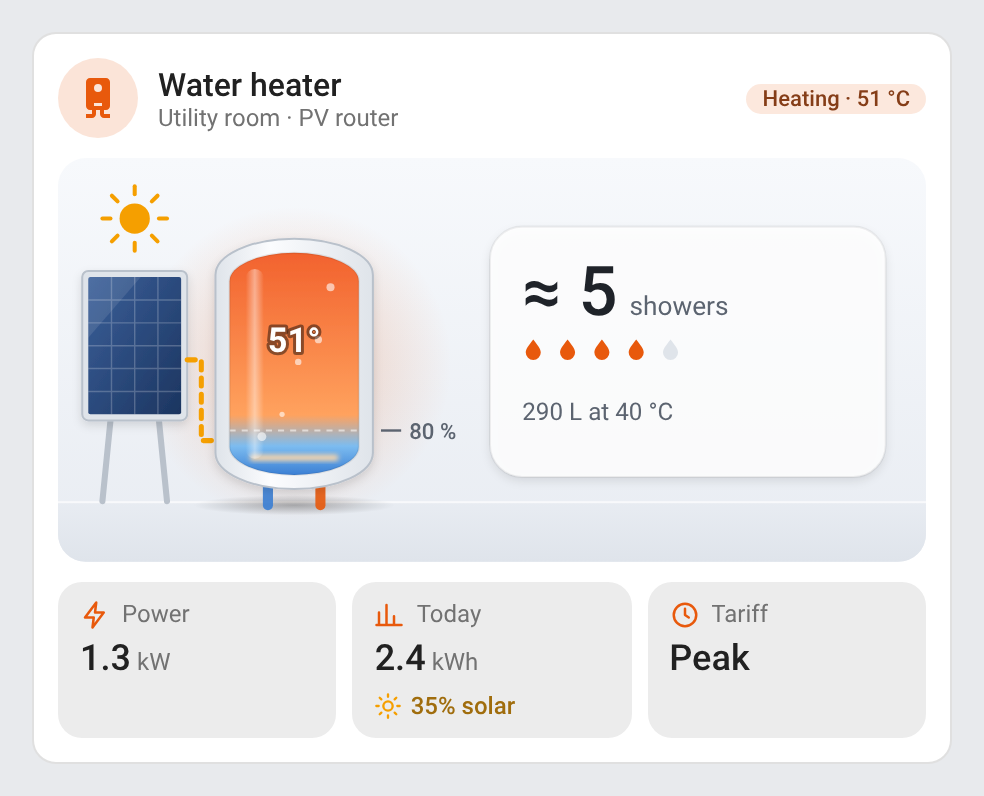 Water heater
Utility room · PV router
Heating · 51 °C
51°
80 %
≈ 5 showers
290 L at 40 °C
Power
1.3 kW
Today
2.4 kWh
35% solar
Tariff
Peak